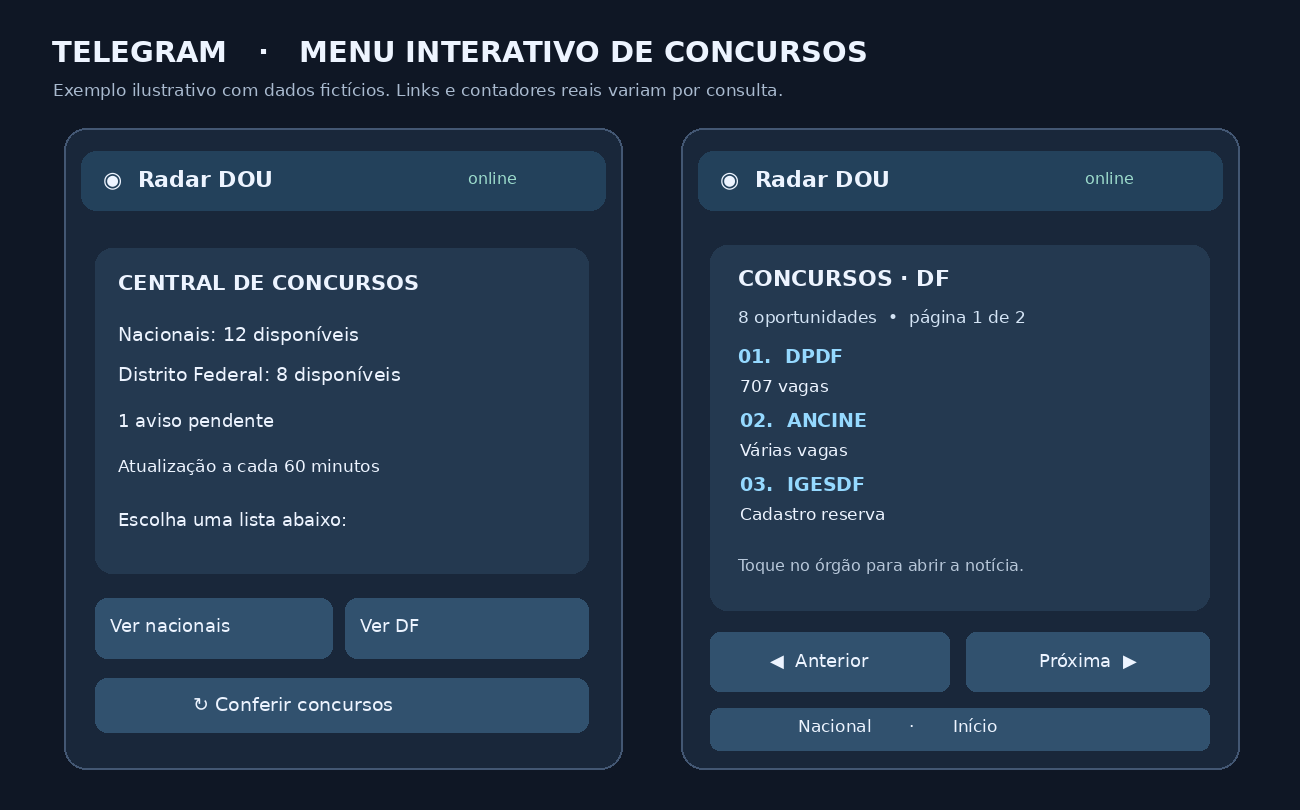 TELEGRAM · MENU INTERATIVO DE CONCURSOS
Exemplo ilustrativo com dados fictícios. Links e contadores reais variam por consulta.
◉ Radar DOU online
CENTRAL DE CONCURSOS
Nacionais: 12 disponíveis
Distrito Federal: 8 disponíveis
1 aviso pendente
Atualização a cada 60 minutos
Escolha uma lista abaixo:
Ver nacionais
Ver DF
↻ Conferir concursos
◉ Radar DOU online
CONCURSOS · DF
8 oportunidades • página 1 de 2
01. DPDF
707 vagas
02. ANCINE
Várias vagas
03. IGESDF
Cadastro reserva
Toque no órgão para abrir a notícia.
◀ Anterior
Próxima ▶
Nacional · Início